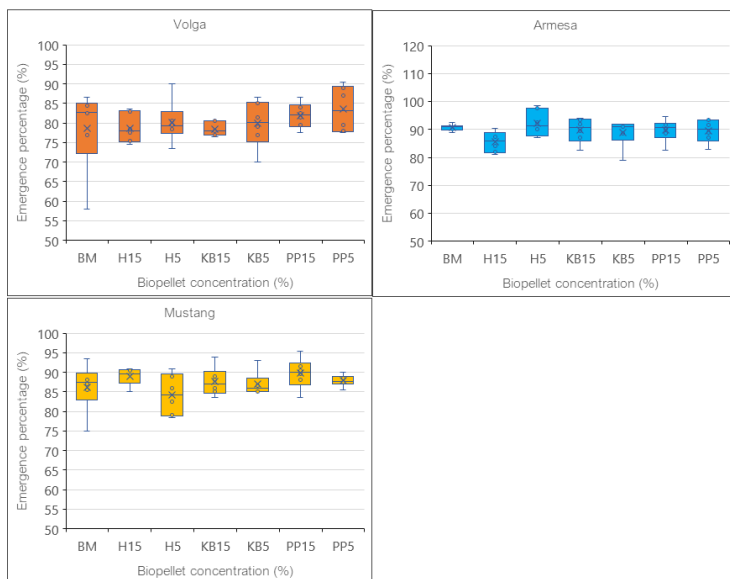 Volga
Emergence percentage (%)
100
95
90
85
80
75
70
65
60
55
50
BM H15 H5 KB15 KB5 PP15 PP5
Biopellet concentration (%)
Armesa
Emergence percentage (%)
120
110
100
90
80
70
60
50
BM H15 H5 KB15 KB5 PP15 PP5
Biopellet concentration (%)
Mustang
Emergence percentage (%)
100
95
90
85
80
75
70
65
60
55
50
BM H15 H5 KB15 KB5 PP15 PP5
Biopellet concentration (%)